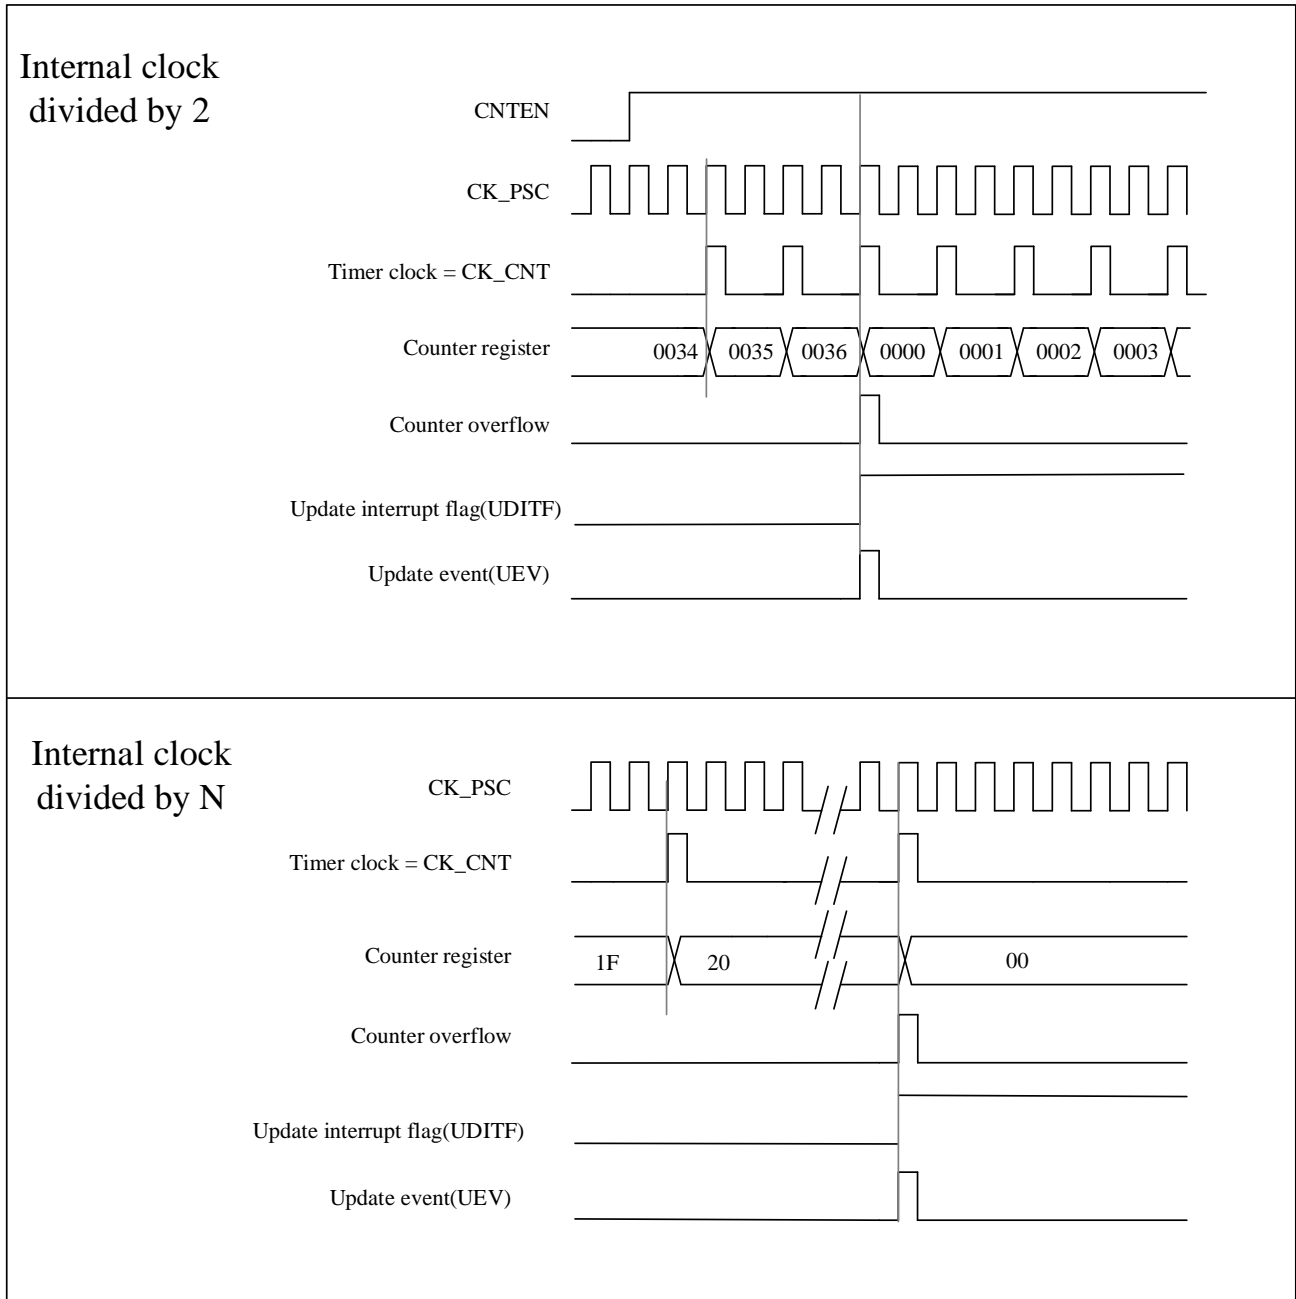 Internal clock
divided by 2
CNTEN
CK_PSC
Timer clock = CK_CNT
Counter register
0034 0035 0036 0000 0001 0002 0003
Counter overflow
Update interrupt flag(UDITF)
Update event(UEV)
Internal clock
divided by N
CK_PSC
Timer clock = CK_CNT
Counter register
1F 20 00
Counter overflow
Update interrupt flag(UDITF)
Update event(UEV)